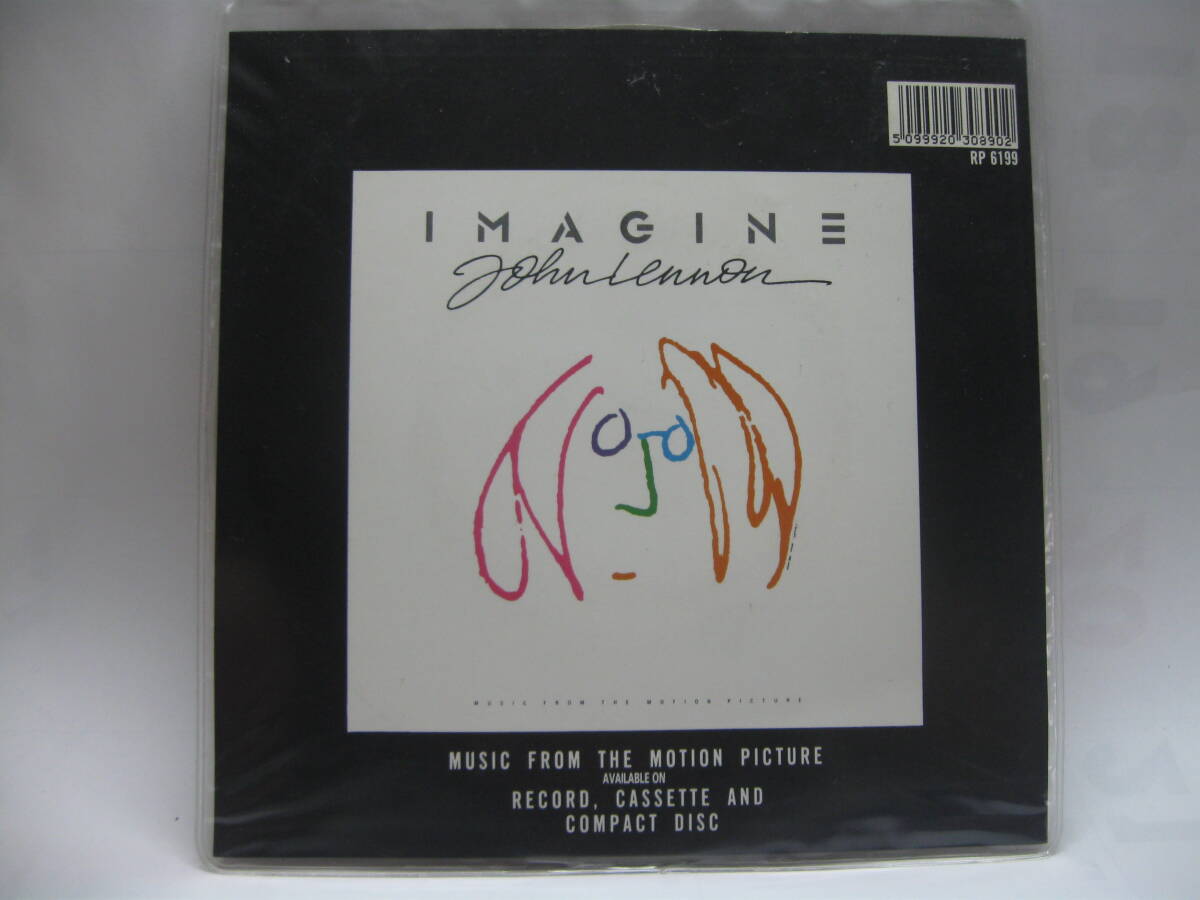 5 099920 308902
RP 6199
IMAGINE
John Lennon
MUSIC FROM THE MOTION PICTURE
MUSIC FROM THE MOTION PICTURE
AVAILABLE ON
RECORD, CASSETTE AND
COMPACT DISC